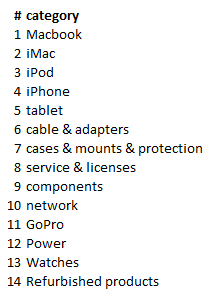 # category
1 Macbook
2 iMac
3 iPod
4 iPhone
5 tablet
6 cable & adapters
7 cases & mounts & protection
8 service & licenses
9 components
10 network
11 GoPro
12 Power
13 Watches
14 Refurbished products